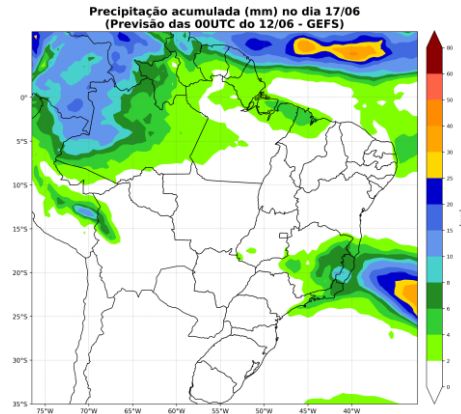 Precipitação acumulada (mm) no dia 17/06
(Previsão das 00UTC do 12/06 - GEFS)
0°
5°S
10°S
15°S
20°S
25°S
30°S
35°S
75°W
70°W
65°W
60°W
55°W
50°W
45°W
40°W
80
70
60
50
40
30
25
20
15
10
8
6
4
2
0